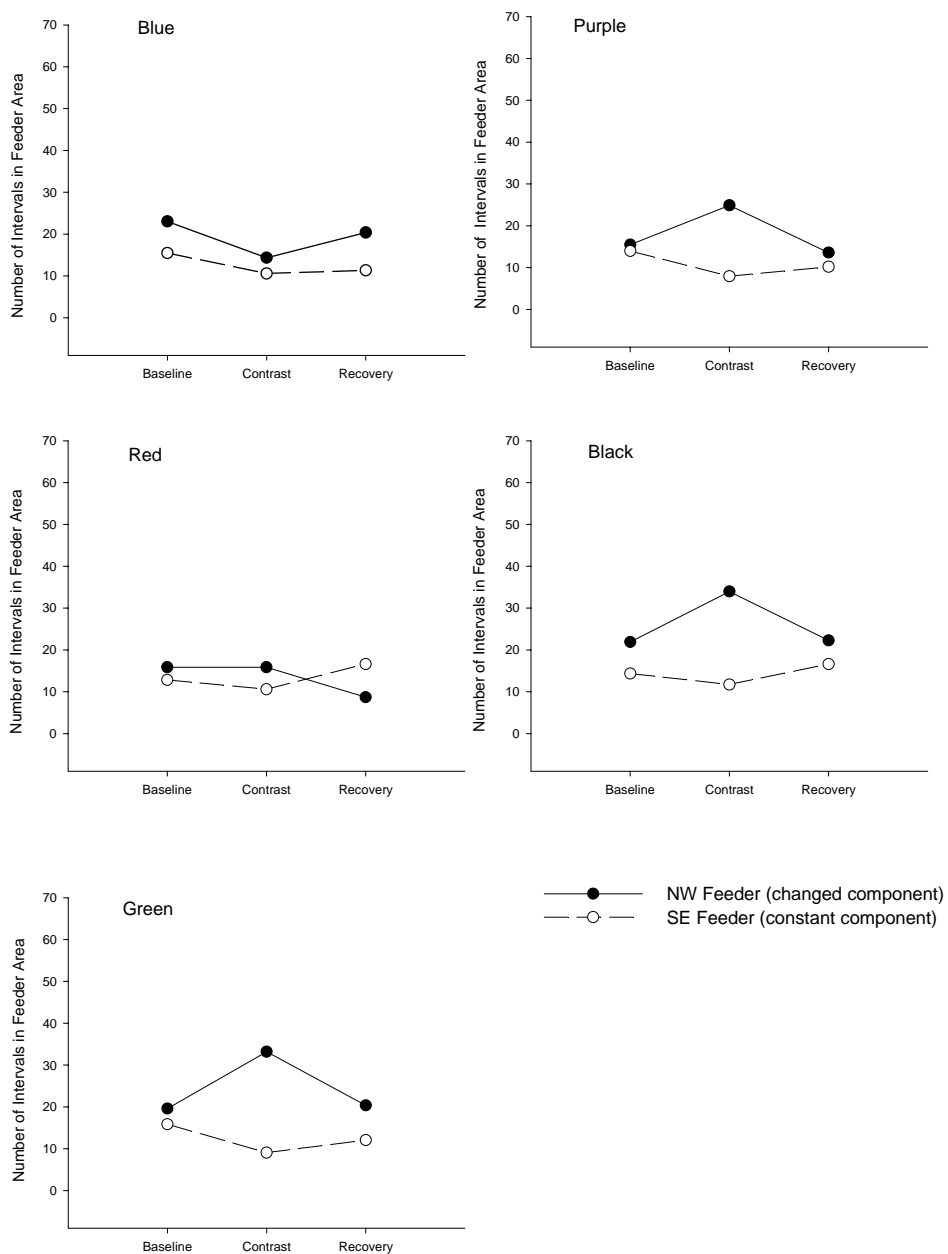 Blue
Number of Intervals in Feeder Area
70
60
50
40
30
20
10
0
Baseline Contrast Recovery
Purple
Number of Intervals in Feeder Area
70
60
50
40
30
20
10
0
Baseline Contrast Recovery
Red
Number of Intervals in Feeder Area
70
60
50
40
30
20
10
0
Baseline Contrast Recovery
Black
Number of Intervals in Feeder Area
70
60
50
40
30
20
10
0
Baseline Contrast Recovery
Green
Number of Intervals in Feeder Area
70
60
50
40
30
20
10
0
Baseline Contrast Recovery
NW Feeder (changed component)
SE Feeder (constant component)